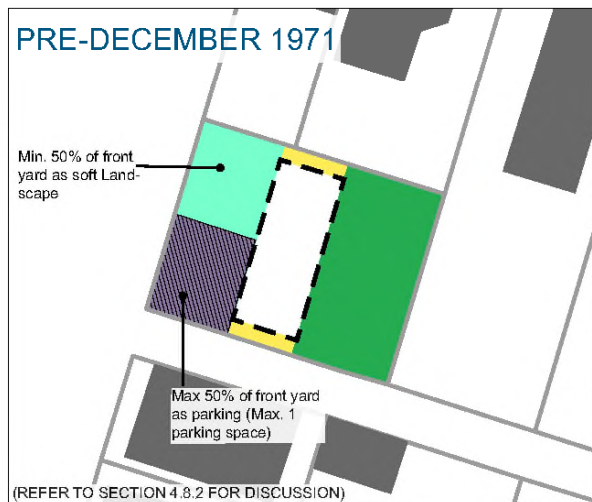 PRE-DECEMBER 1971
Min. 50% of front
yard as soft Land-
scape
Max 50% of front yard
as parking (Max. 1
parking space)
(REFER TO SECTION 4.8.2 FOR DISCUSSION)